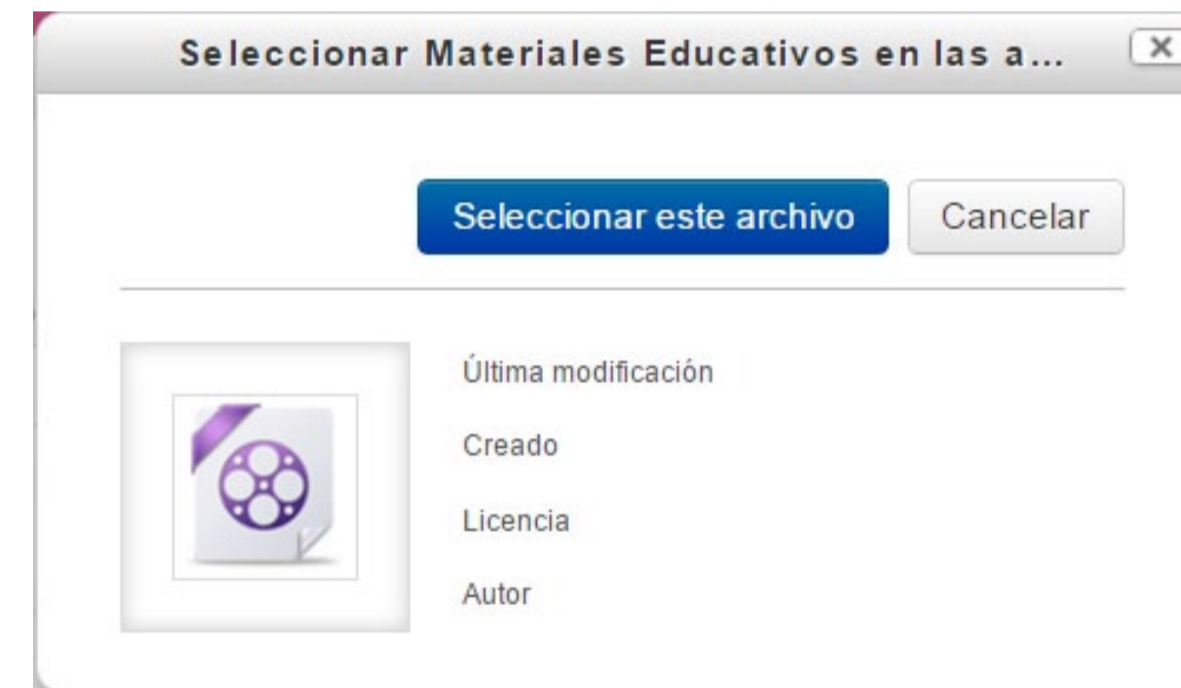 Seleccionar Materiales Educativos en las a...
Seleccionar este archivo Cancelar
Última modificación
Creado
Licencia
Autor